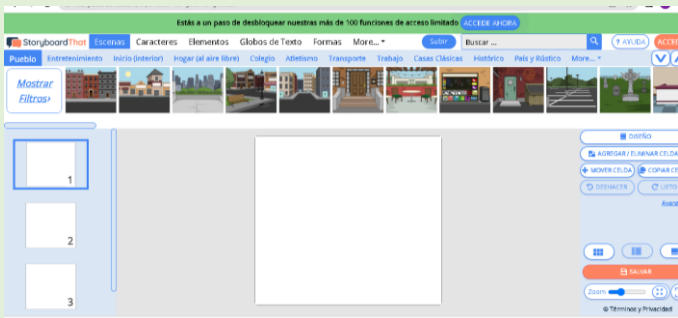 Estás a un paso de desbloquear nuestras más de 100 funciones de acceso limitado ACCEDE AHORA
StoryboardThat Escenas Caracteres Elementos Globos de Texto Formas More... Subir Buscar ... ? AYUDA ACCED
Pueblo Entretenimiento Inicio (interior) Hogar (al aire libre) Colegio Atletismo Transporte Trabajo Casas Clásicas Histórico País y Rústico More...
Mostrar
Filtros›
DISEÑO
AGREGAR / ELIMINAR CELDA
MOVER CELDA COPIAR CE
DESHACER
1
2
3
SALVAR
Zoom
© Términos y Privacidad